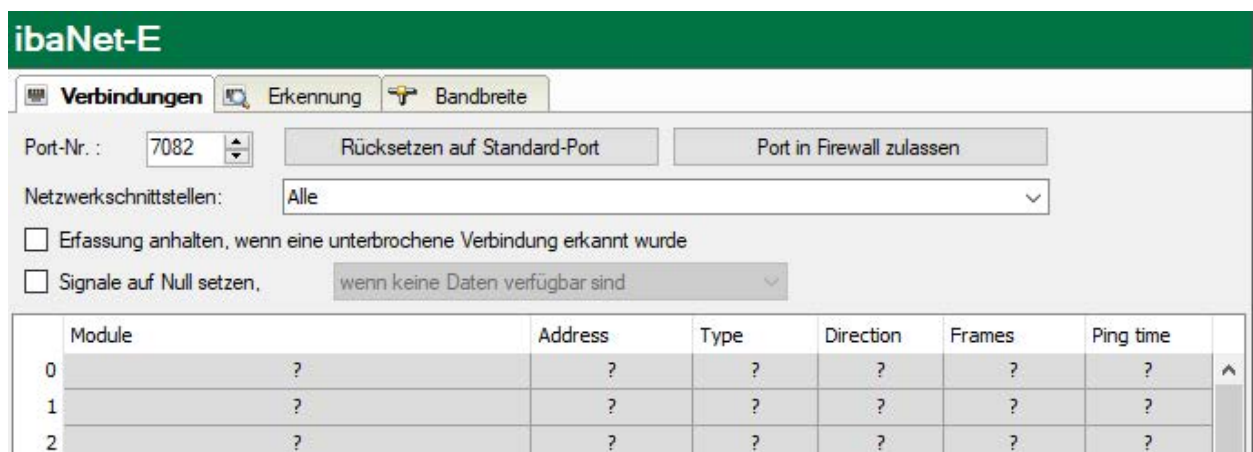 ibaNet-E
Verbindungen Erkennung Bandbreite
Port-Nr. : 7082 Rücksetzen auf Standard-Port Port in Firewall zulassen
Netzwerkschnittstellen: Alle
Erfassung anhalten, wenn eine unterbrochene Verbindung erkannt wurde
Signale auf Null setzen, wenn keine Daten verfügbar sind
Module Address Type Direction Frames Ping time
0 ? ? ? ? ? ?
1 ? ? ? ? ? ?
2 ? ? ? ? ? ?